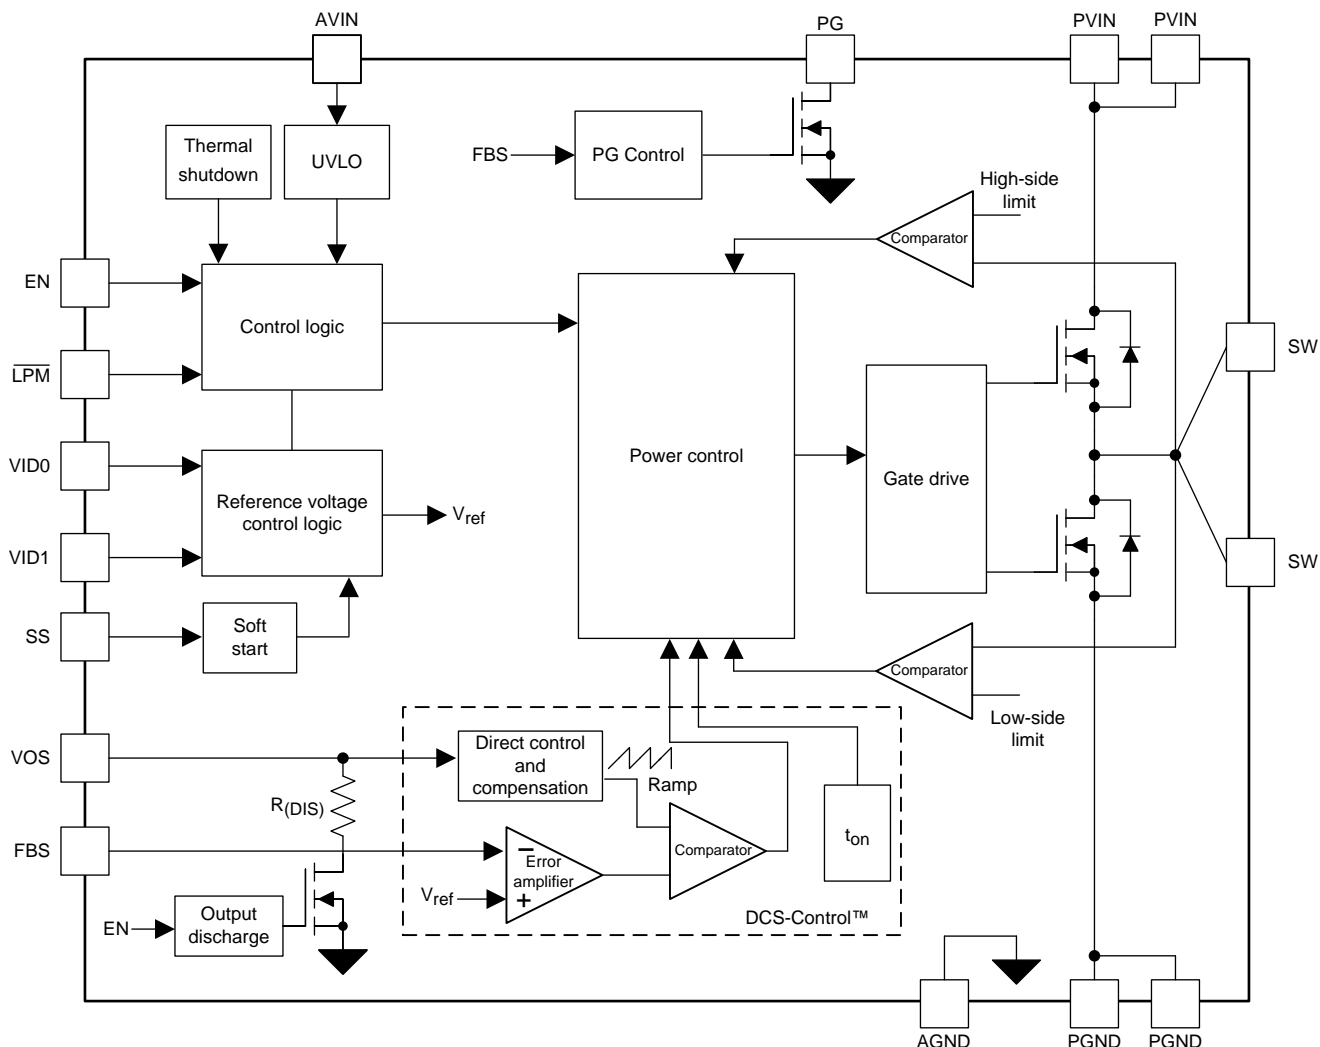 AVIN
PG
PVIN
PVIN
Thermal
shutdown
UVLO
FBS
PG Control
High-side
limit
Comparator
EN
Control logic
LPM
SW
VID0
Power control
Gate drive
Reference voltage
control logic
Vref
VID1
SW
SS
Soft
start
Comparator
Low-side
limit
VOS
Direct control
and
compensation
Ramp
R(DIS)
FBS
ton
Comparator
−
Error
amplifier
+
Vref
EN
Output
discharge
DCS-Control™
AGND
PGND
PGND